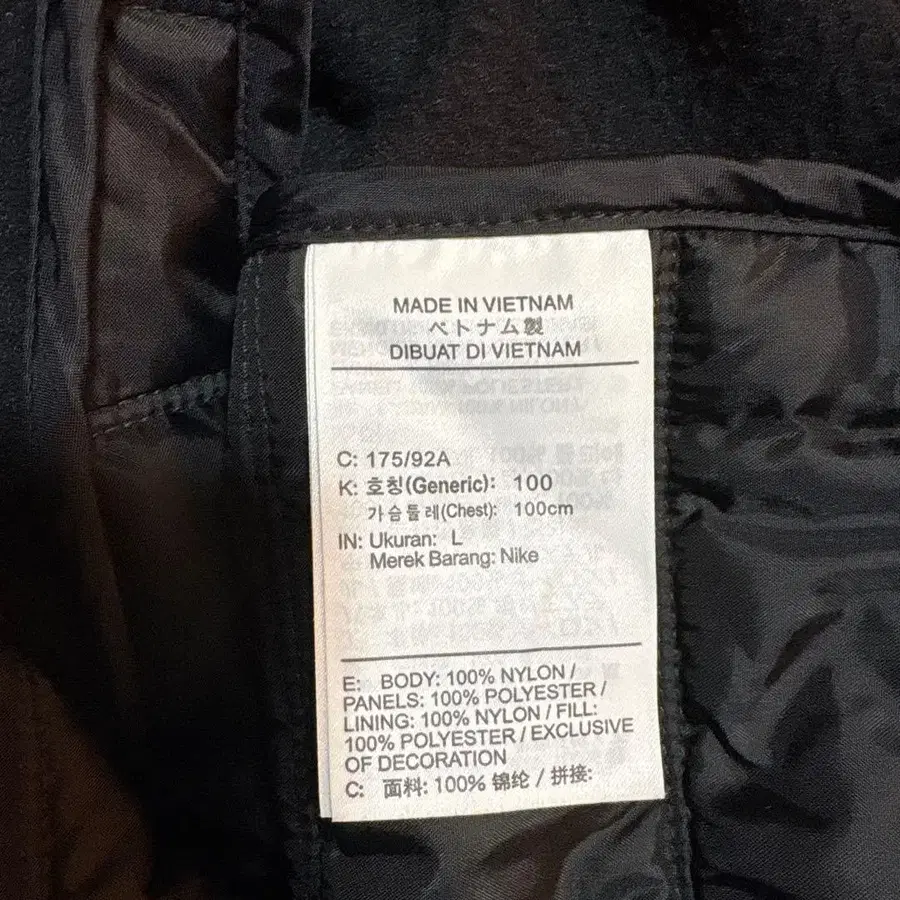 MADE IN VIETNAM
ベトナム製
DIBUAT DI VIETNAM
C: 175/92A
K: 호칭(Generic): 100
가슴둘레(Chest): 100cm
IN: Ukuran: L
Merek Barang: Nike
E: BODY: 100% NYLON /
PANELS: 100% POLYESTER /
LINING: 100% NYLON / FILL:
100% POLYESTER / EXCLUSIVE
OF DECORATION
C: 面料: 100% 锦纶 / 拼接: